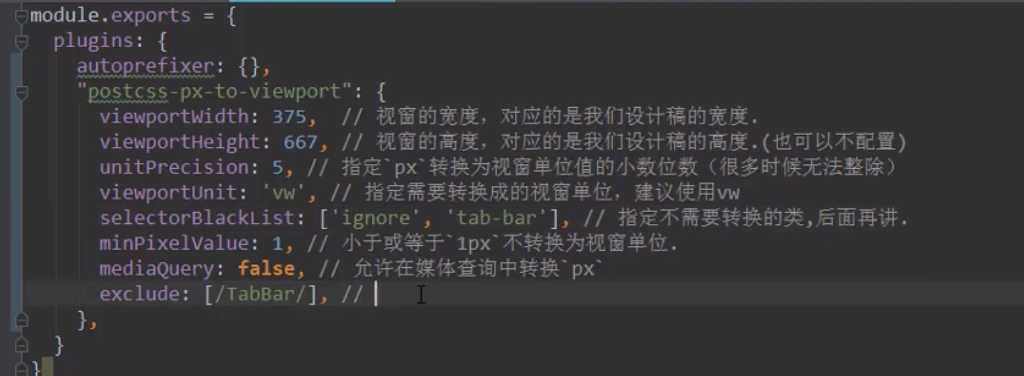 module.exports = {
plugins: {
autoprefixer: {},
"postcss-px-to-viewport": {
viewportWidth: 375, // 视窗的宽度，对应的是我们设计稿的宽度.
viewportHeight: 667, // 视窗的高度，对应的是我们设计稿的高度.(也可以不配置)
unitPrecision: 5, // 指定`px`转换为视窗单位值的小数位数（很多时候无法整除）
viewportUnit: 'vw', // 指定需要转换成的视窗单位，建议使用vw
selectorBlackList: ['ignore', 'tab-bar'], // 指定不需要转换的类,后面再讲.
minPixelValue: 1, // 小于或等于`1px`不转换为视窗单位.
mediaQuery: false, // 允许在媒体查询中转换`px`
exclude: [/TabBar/], //
},
}
}